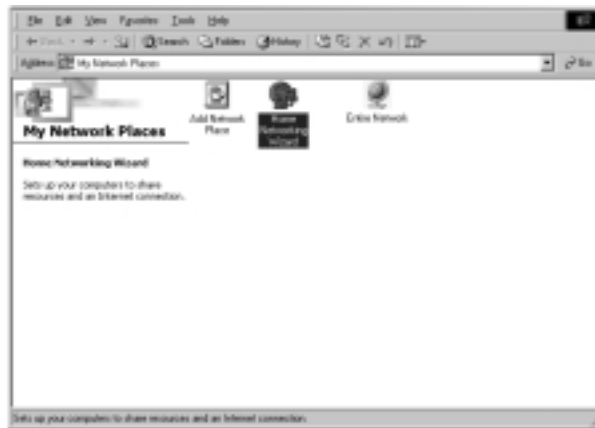 File Edit View Favorites Tools Help
Back Search Folders History
Address My Network Places Go
Add Network Place
Home Networking Wizard
Entire Network
My Network Places
Home Networking Wizard
Sets up your computers to share
resources and an Internet connection.
Sets up your computers to share resources and an Internet connection.